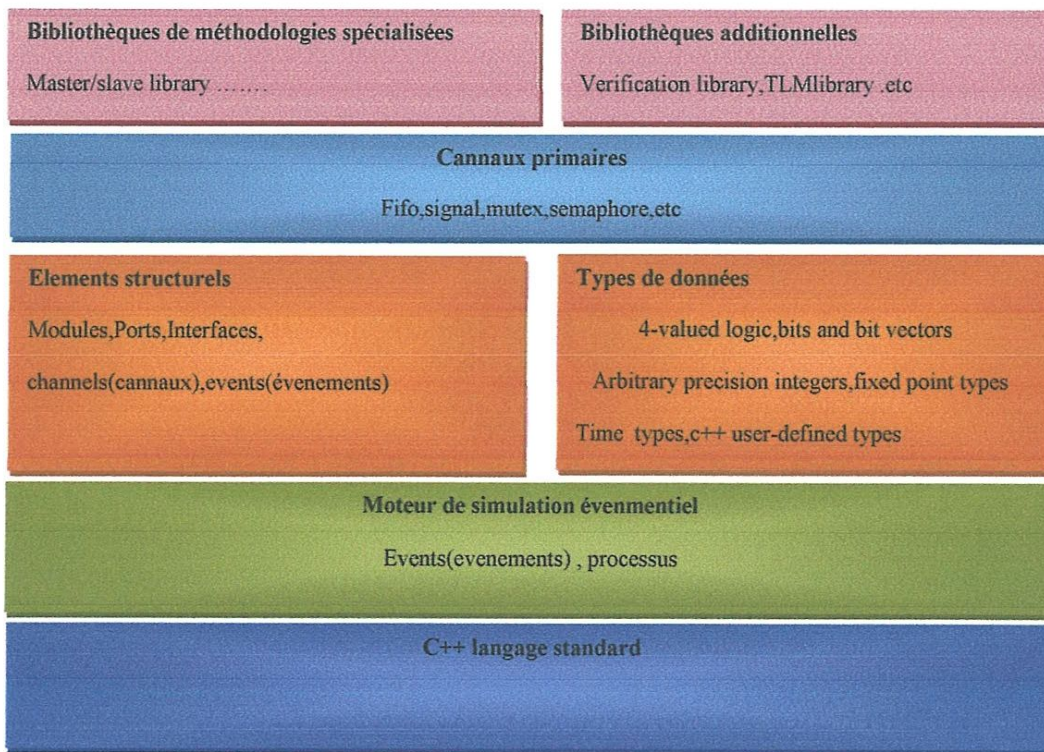 Bibliothèques de méthodologies spécialisées
Master/slave library .......
Bibliothèques additionnelles
Verification library,TLMlibrary .etc
Cannaux primaires
Fifo,signal,mutex,semaphore,etc
Elements structurels
Modules,Ports,Interfaces,
channels(cannaux),events(évenements)
Types de données
4-valued logic,bits and bit vectors
Arbitrary precision integers,fixed point types
Time types,c++ user-defined types
Moteur de simulation évenmentiel
Events(evenements) , processus
C++ langage standard